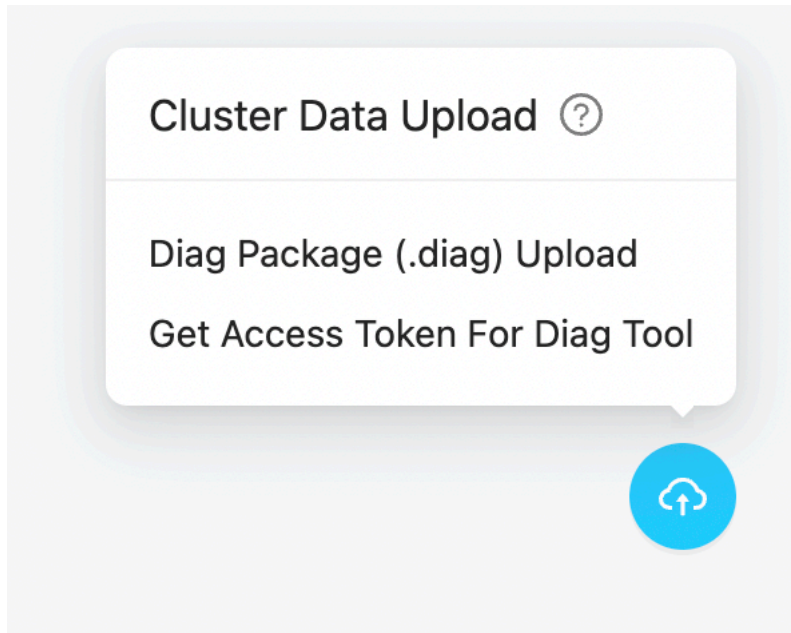 Cluster Data Upload ?
Diag Package (.diag) Upload
Get Access Token For Diag Tool